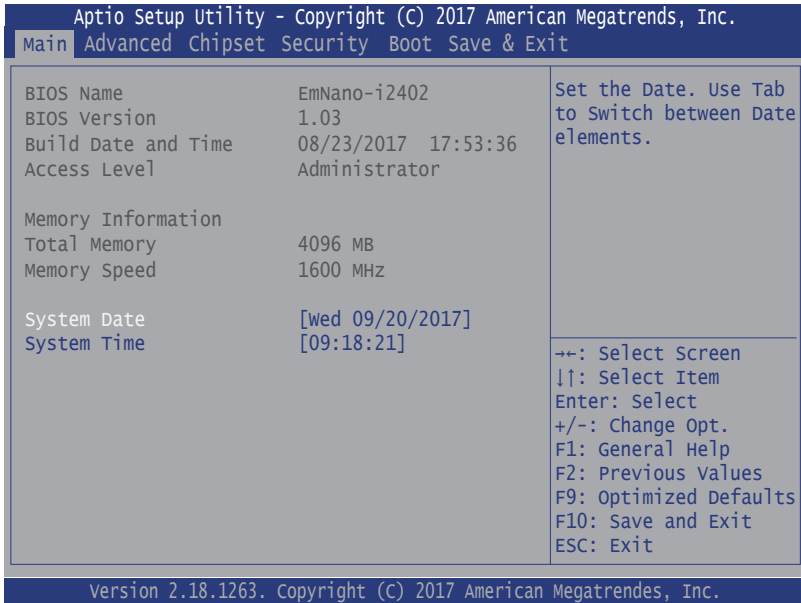 Aptio Setup Utility - Copyright (C) 2017 American Megatrends, Inc.
Main Advanced Chipset Security Boot Save & Exit
BIOS Name EmNano-i2402
BIOS Version 1.03
Build Date and Time 08/23/2017 17:53:36
Access Level Administrator
Memory Information
Total Memory 4096 MB
Memory Speed 1600 MHz
System Date [Wed 09/20/2017]
System Time [09:18:21]
Set the Date. Use Tab
to Switch between Date
elements.
→←: Select Screen
↓↑: Select Item
Enter: Select
+/-: Change Opt.
F1: General Help
F2: Previous Values
F9: Optimized Defaults
F10: Save and Exit
ESC: Exit
Version 2.18.1263. Copyright (C) 2017 American Megatrendes, Inc.